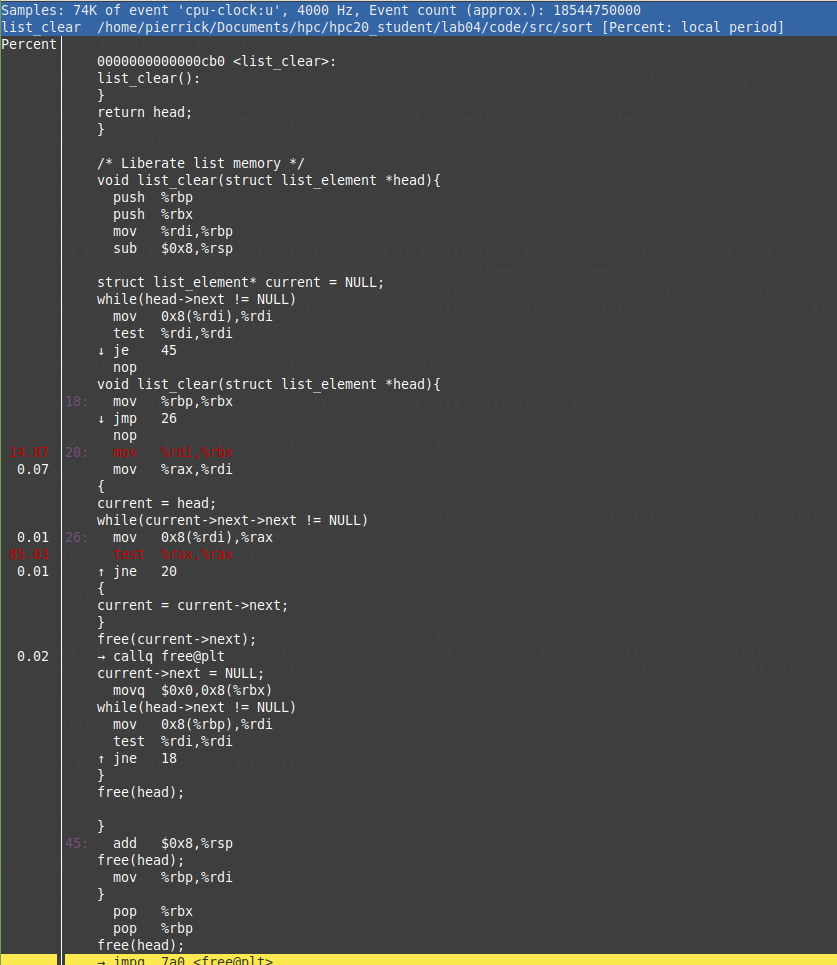 Samples: 74K of event 'cpu-clock:u', 4000 Hz, Event count (approx.): 18544750000
list_clear  /home/pierrick/Documents/hpc/hpc20_student/lab04/code/src/sort [Percent: local period]
Percent
0000000000000cb0 <list_clear>:
list_clear():
}
return head;
}
/* Liberate list memory */
void list_clear(struct list_element *head){
push   %rbp
push   %rbx
mov    %rdi,%rbp
sub    $0x8,%rsp
struct list_element* current = NULL;
while(head->next != NULL)
mov    0x8(%rdi),%rdi
test   %rdi,%rdi
↓ je     45
nop
void list_clear(struct list_element *head){
18:   mov    %rbp,%rbx
↓ jmp    26
nop
14.87   20:   mov    %rdi,%rbx
0.07   mov    %rax,%rdi
{
current = head;
while(current->next->next != NULL)
0.01   26:   mov    0x8(%rdi),%rax
85.03   test   %rax,%rax
0.01   ↑ jne    20
{
current = current->next;
}
free(current->next);
0.02   → callq free@plt
current->next = NULL;
movq   $0x0,0x8(%rbx)
while(head->next != NULL)
mov    0x8(%rbp),%rdi
test   %rdi,%rdi
↑ jne    18
}
free(head);
}
45:   add    $0x8,%rsp
free(head);
mov    %rbp,%rdi
}
pop    %rbx
pop    %rbp
free(head);
→ jmpq   7a0 <free@plt>